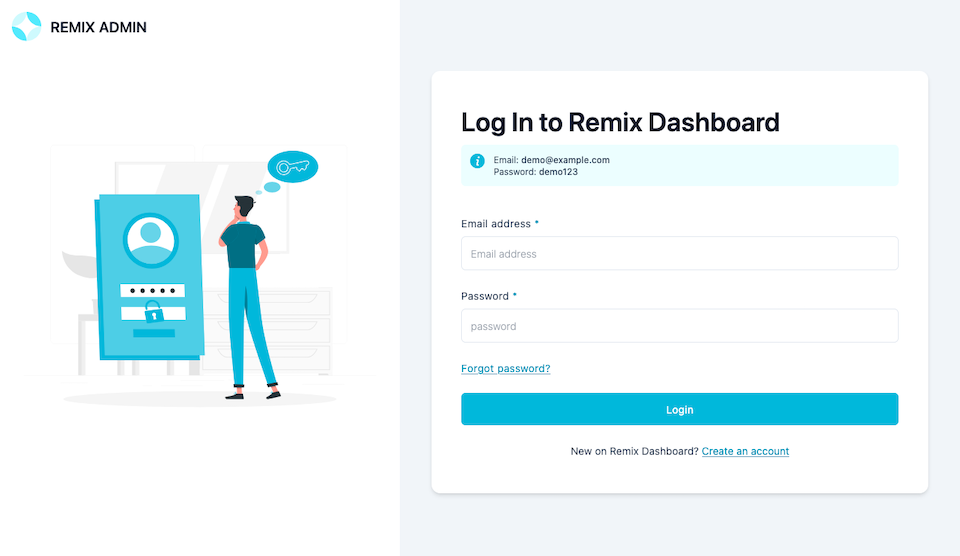 REMIX ADMIN
1
Log In to Remix Dashboard
i
Email: demo@example.com
Password: demo123
Email address *
Email address
Password *
password
Forgot password?
Login
New on Remix Dashboard? Create an account